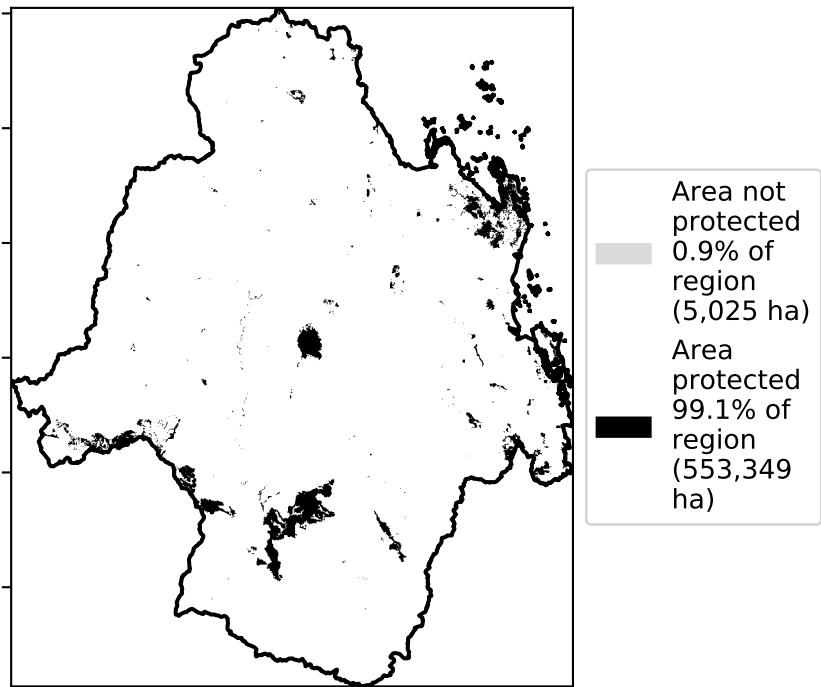 Area not
protected
0.9% of
region
(5,025 ha)
Area
protected
99.1% of
region
(553,349
ha)